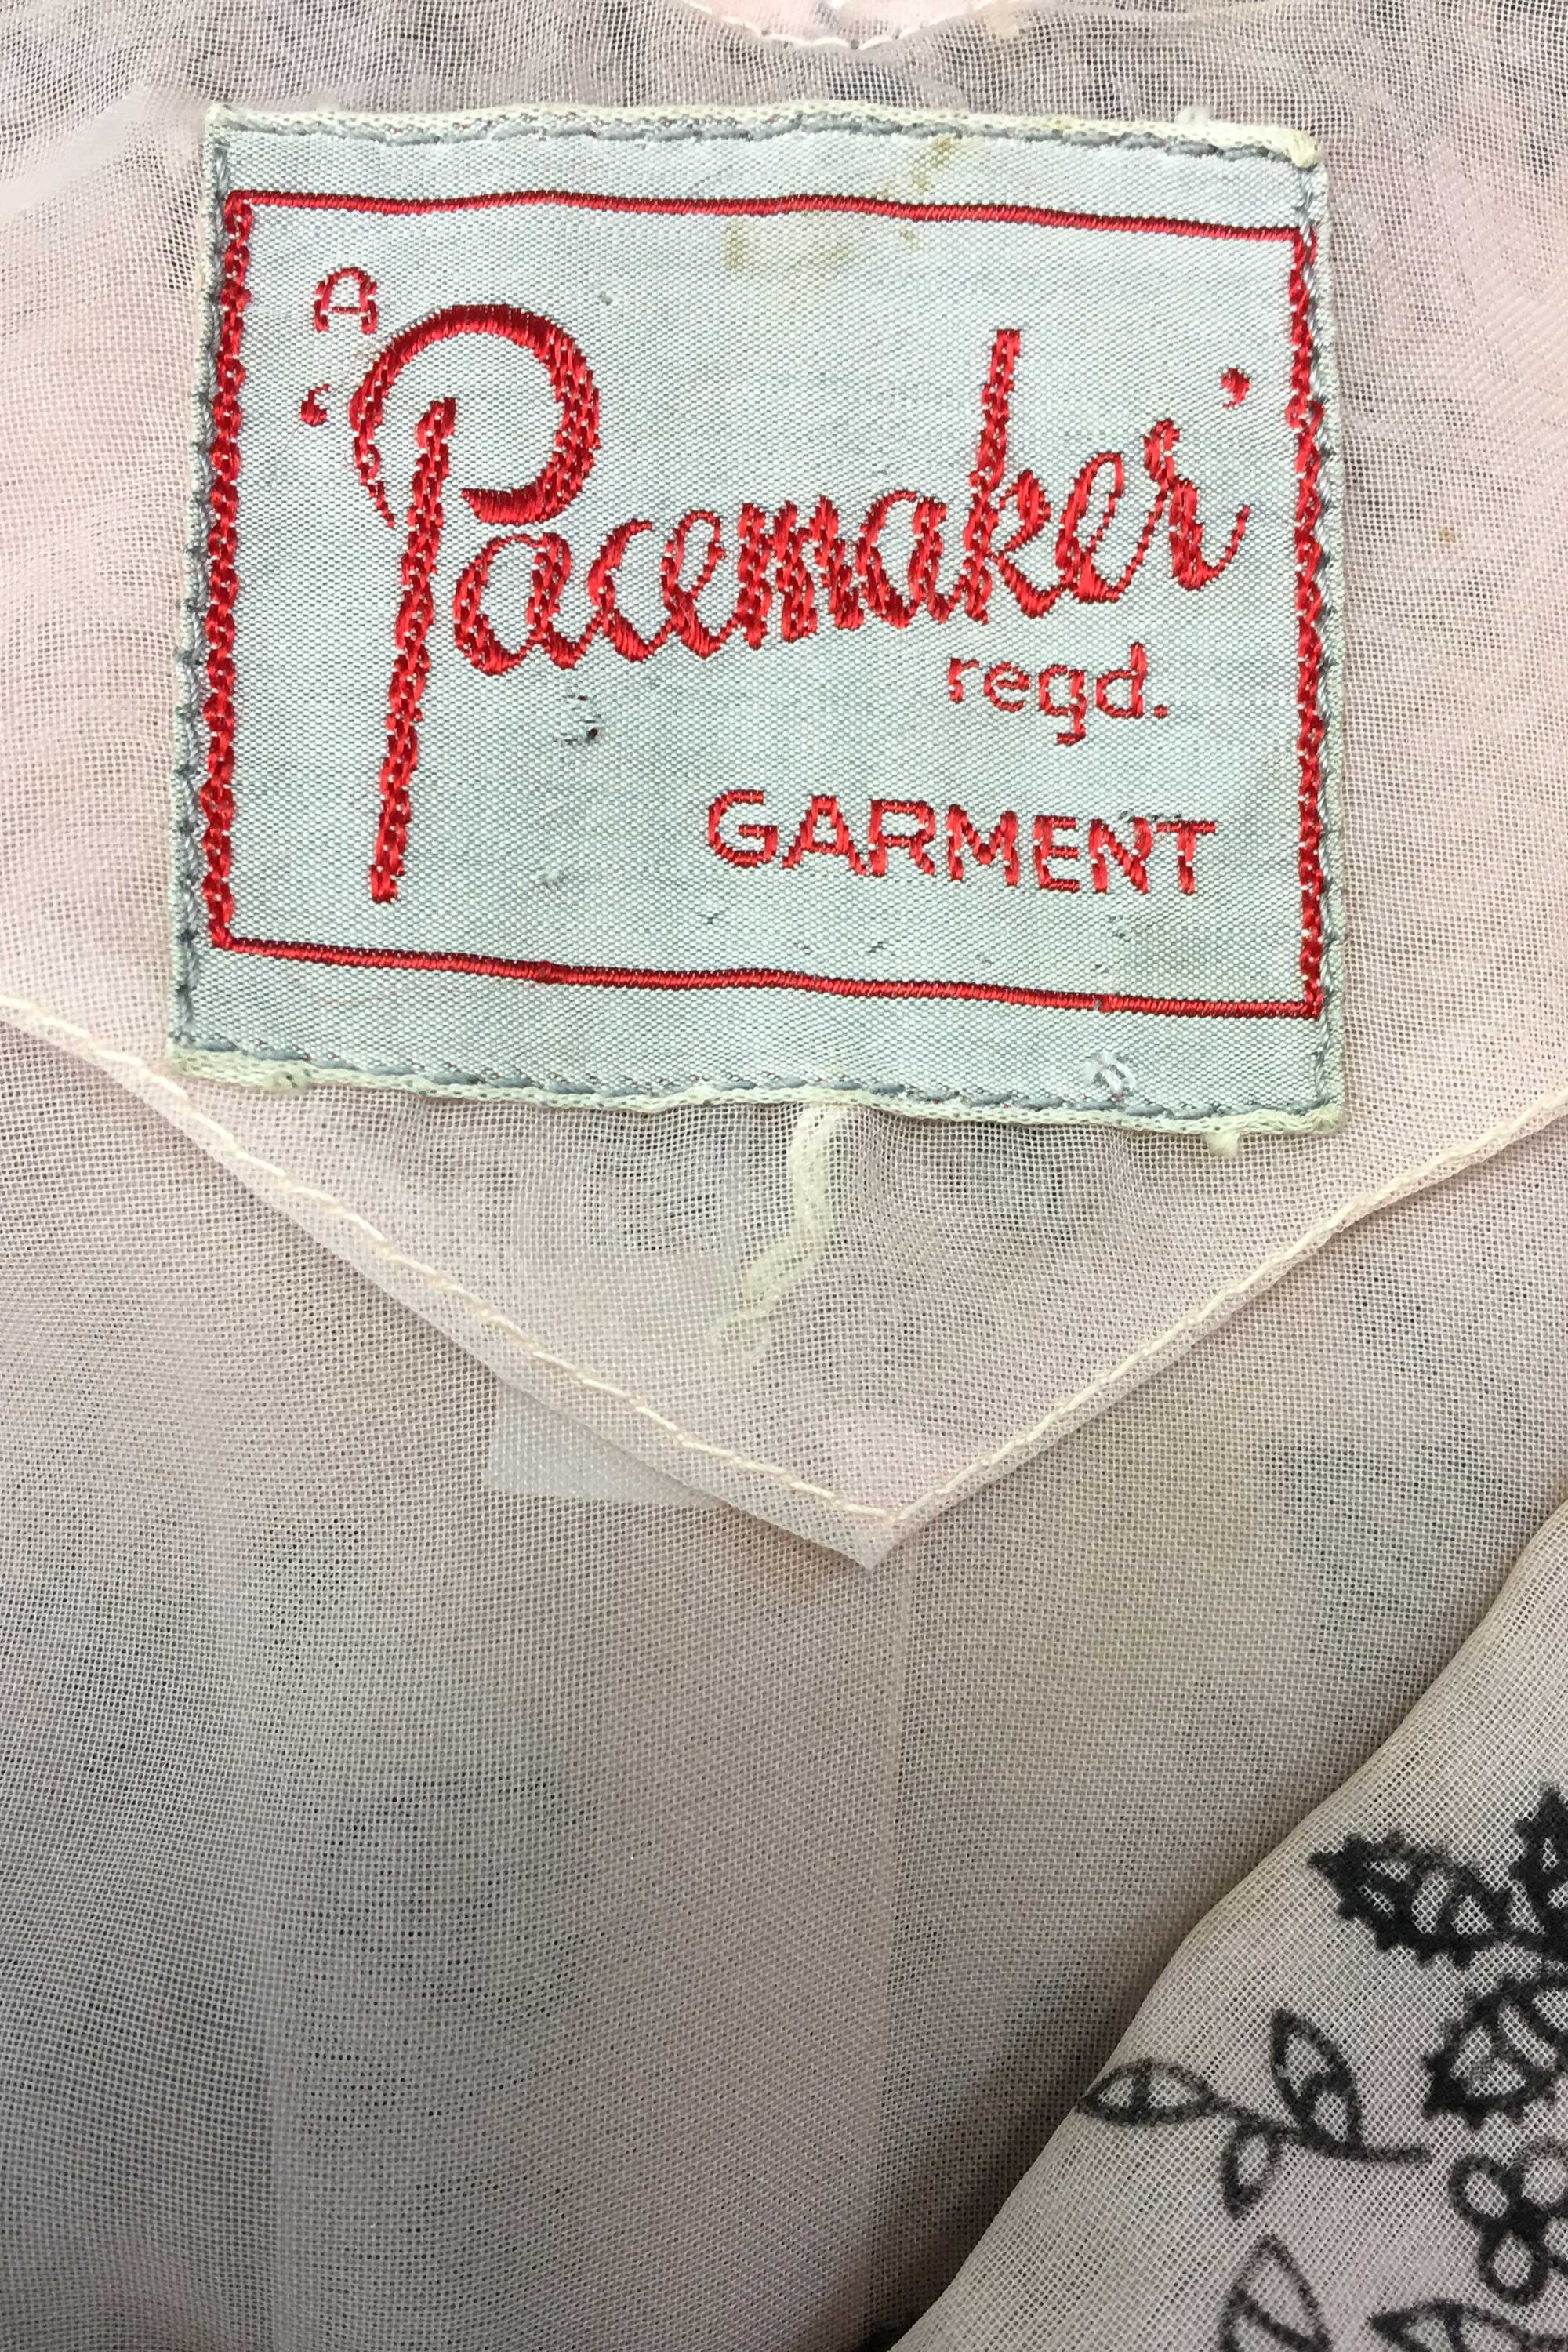 A
‘Pacemaker’
regd.
GARMENT